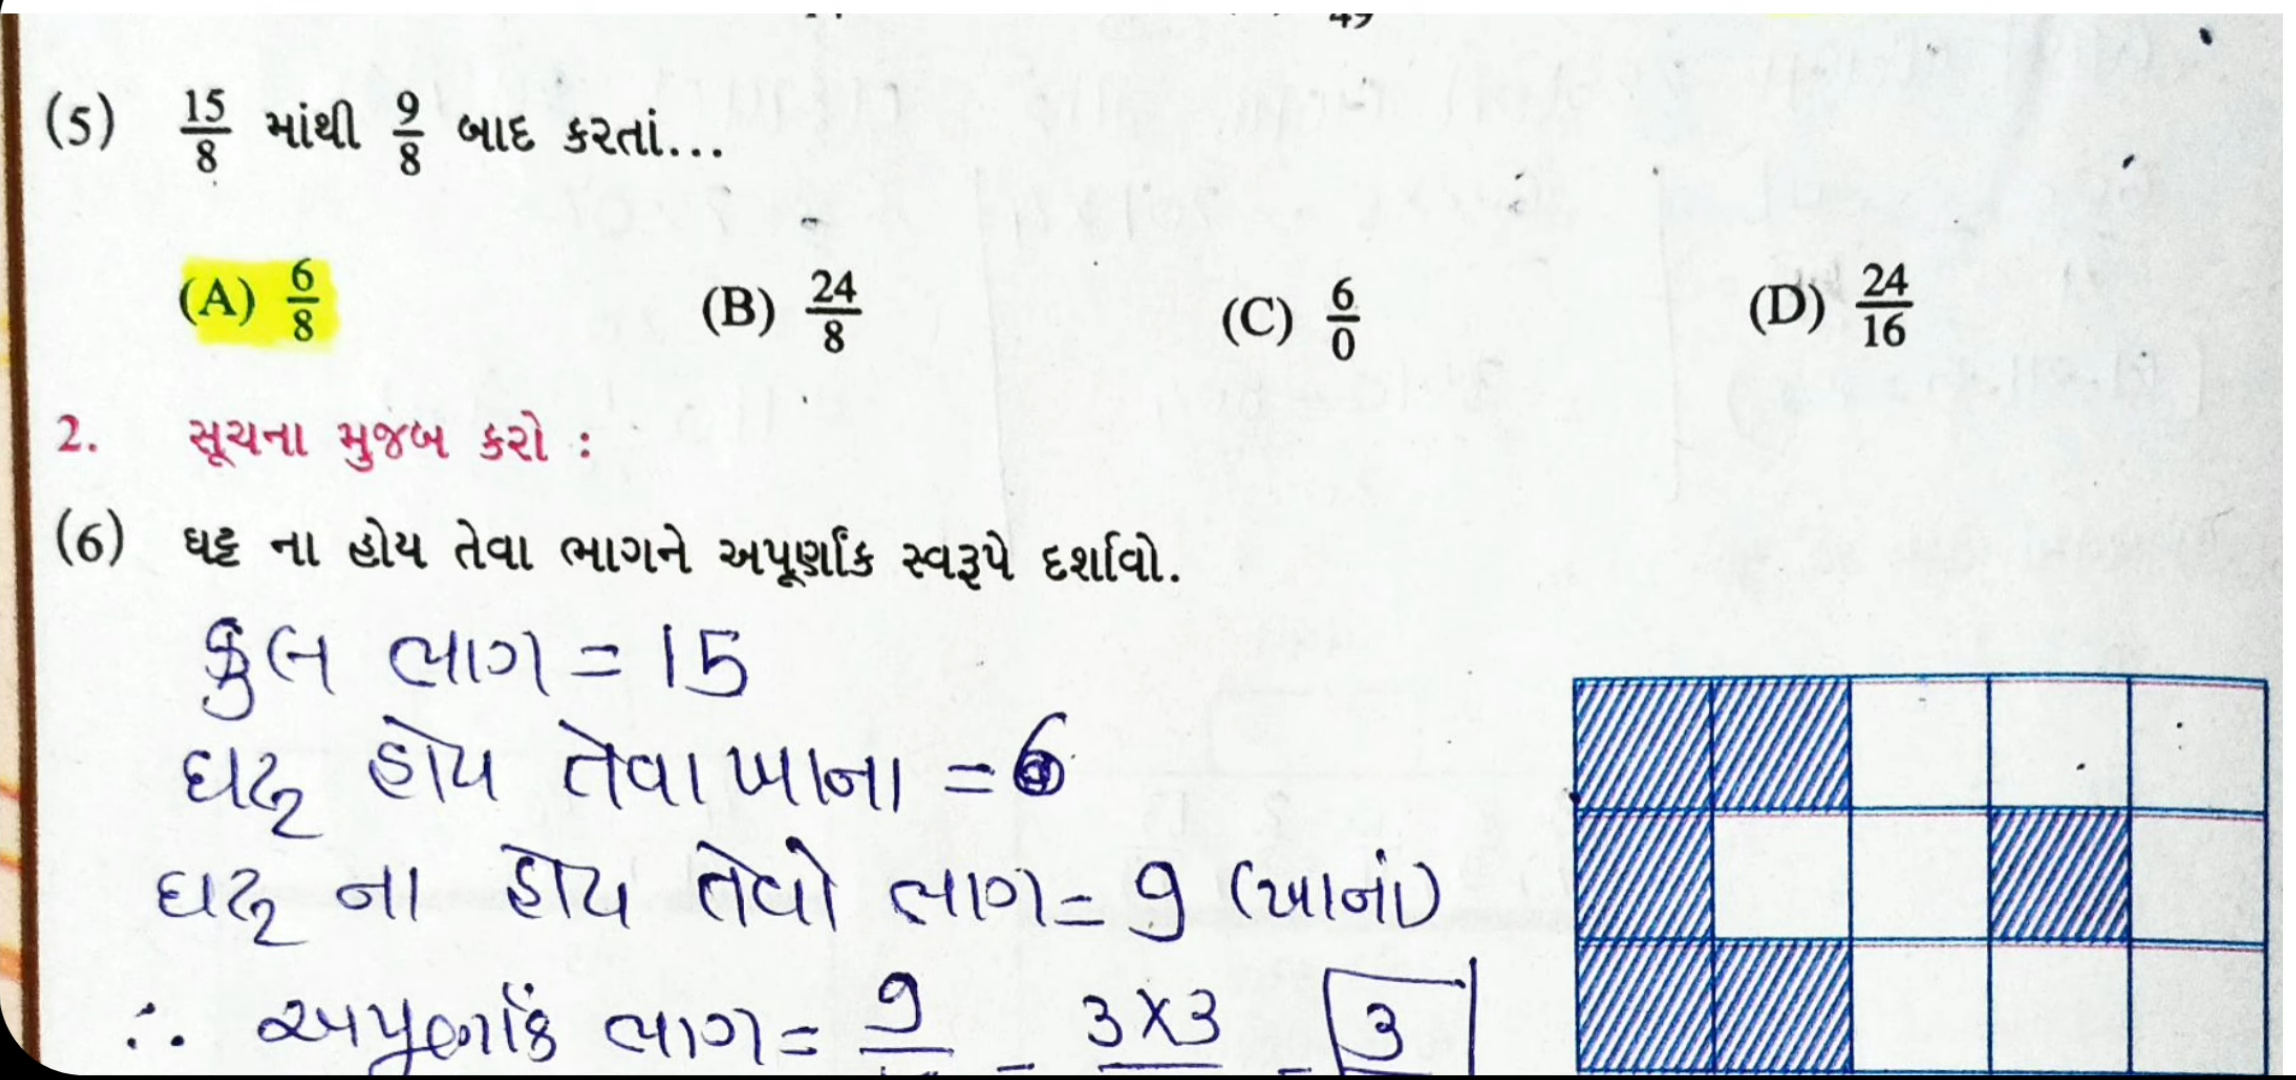 (5) 15/8 માંથી 9/8 બાદ કરતાં...
(A) 6/8 (B) 24/8 (C) 6/0 (D) 24/16
2. સૂચના મુજબ કરો :
(6) ઘટ્ટ ના હોય તેવા ભાગને અપૂર્ણાંક સ્વરૂપે દર્શાવો.
કુલ ભાગ = 15
ઘટ્ટ હોય તેવા ખાના = 6
ઘટ્ટ ના હોય તેવો ભાગ = 9 (ખાનાં)
∴ અપૂર્ણાંક ભાગ = 9 = 3×3 = 3